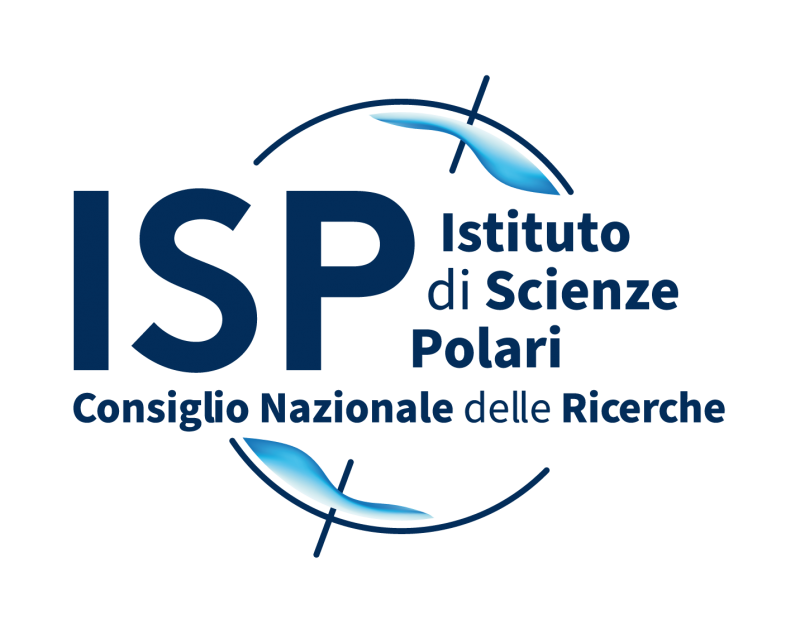 ISP
Istituto
di Scienze
Polari
Consiglio Nazionale delle Ricerche